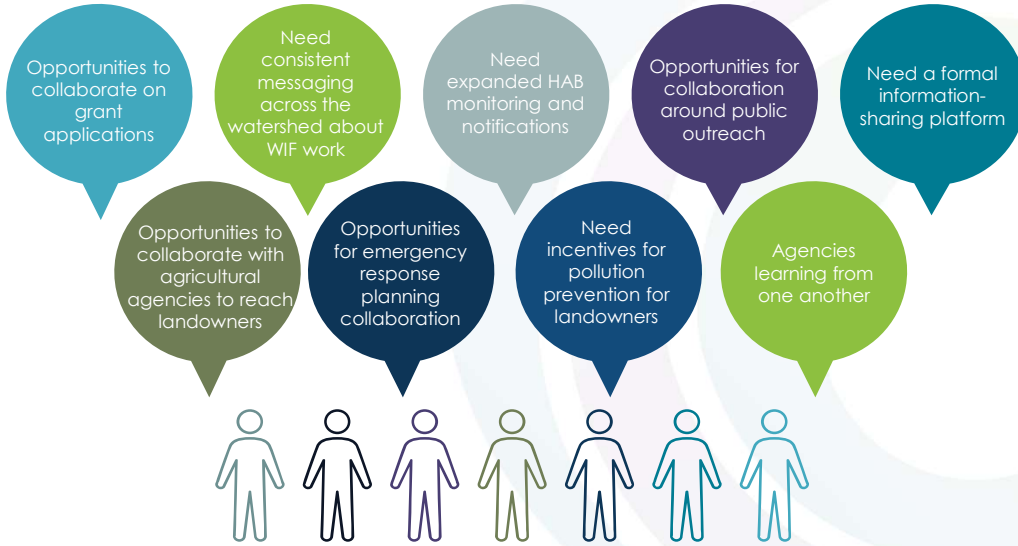 Opportunities to
collaborate on
grant
applications
Need
consistent
messaging
across the
watershed about
WIF work
Need
expanded HAB
monitoring and
notifications
Opportunities for
collaboration
around public
outreach
Need a formal
information-
sharing platform
Opportunities to
collaborate with
agricultural
agencies to reach
landowners
Opportunities
for emergency
response
planning
collaboration
Need
incentives for
pollution
prevention for
landowners
Agencies
learning from
one another